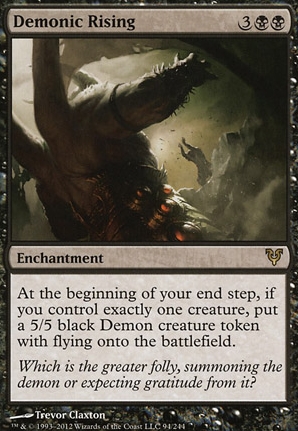 Demonic Rising 3
Enchantment
At the beginning of your end step, if
you control exactly one creature, put
a 5/5 black Demon creature token
with flying onto the battlefield.
Which is the greater folly, summoning the
demon or expecting gratitude from it?
Trevor Claxton
™ & © 1993–2012 Wizards of the Coast LLC 94/244